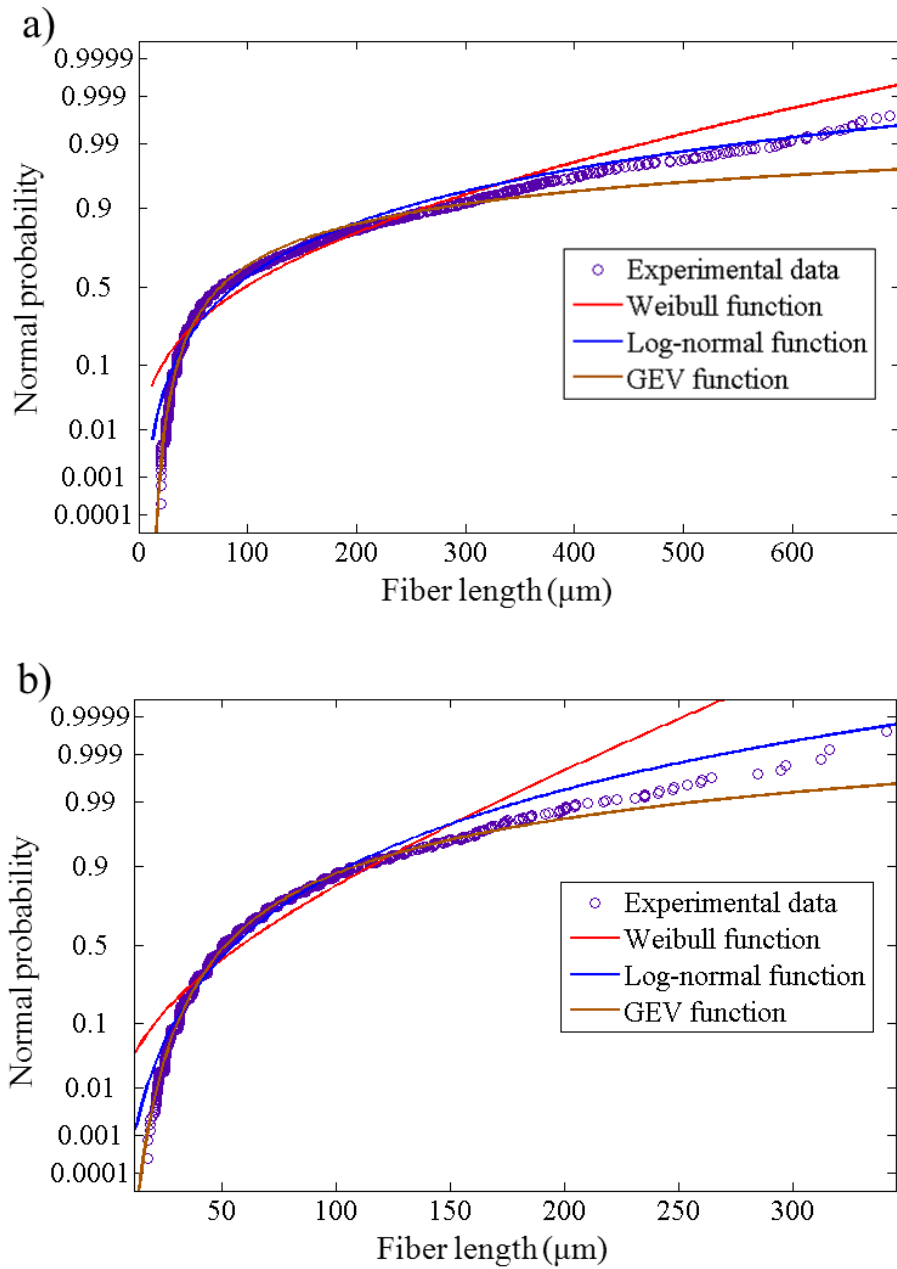 a)
Normal probability
0.9999
0.999
0.99
0.9
0.5
0.1
0.01
0.001
0.0001
Experimental data
Weibull function
Log-normal function
GEV function
0 100 200 300 400 500 600
Fiber length (μm)
b)
Normal probability
0.9999
0.999
0.99
0.9
0.5
0.1
0.01
0.001
0.0001
Experimental data
Weibull function
Log-normal function
GEV function
50 100 150 200 250 300
Fiber length (μm)